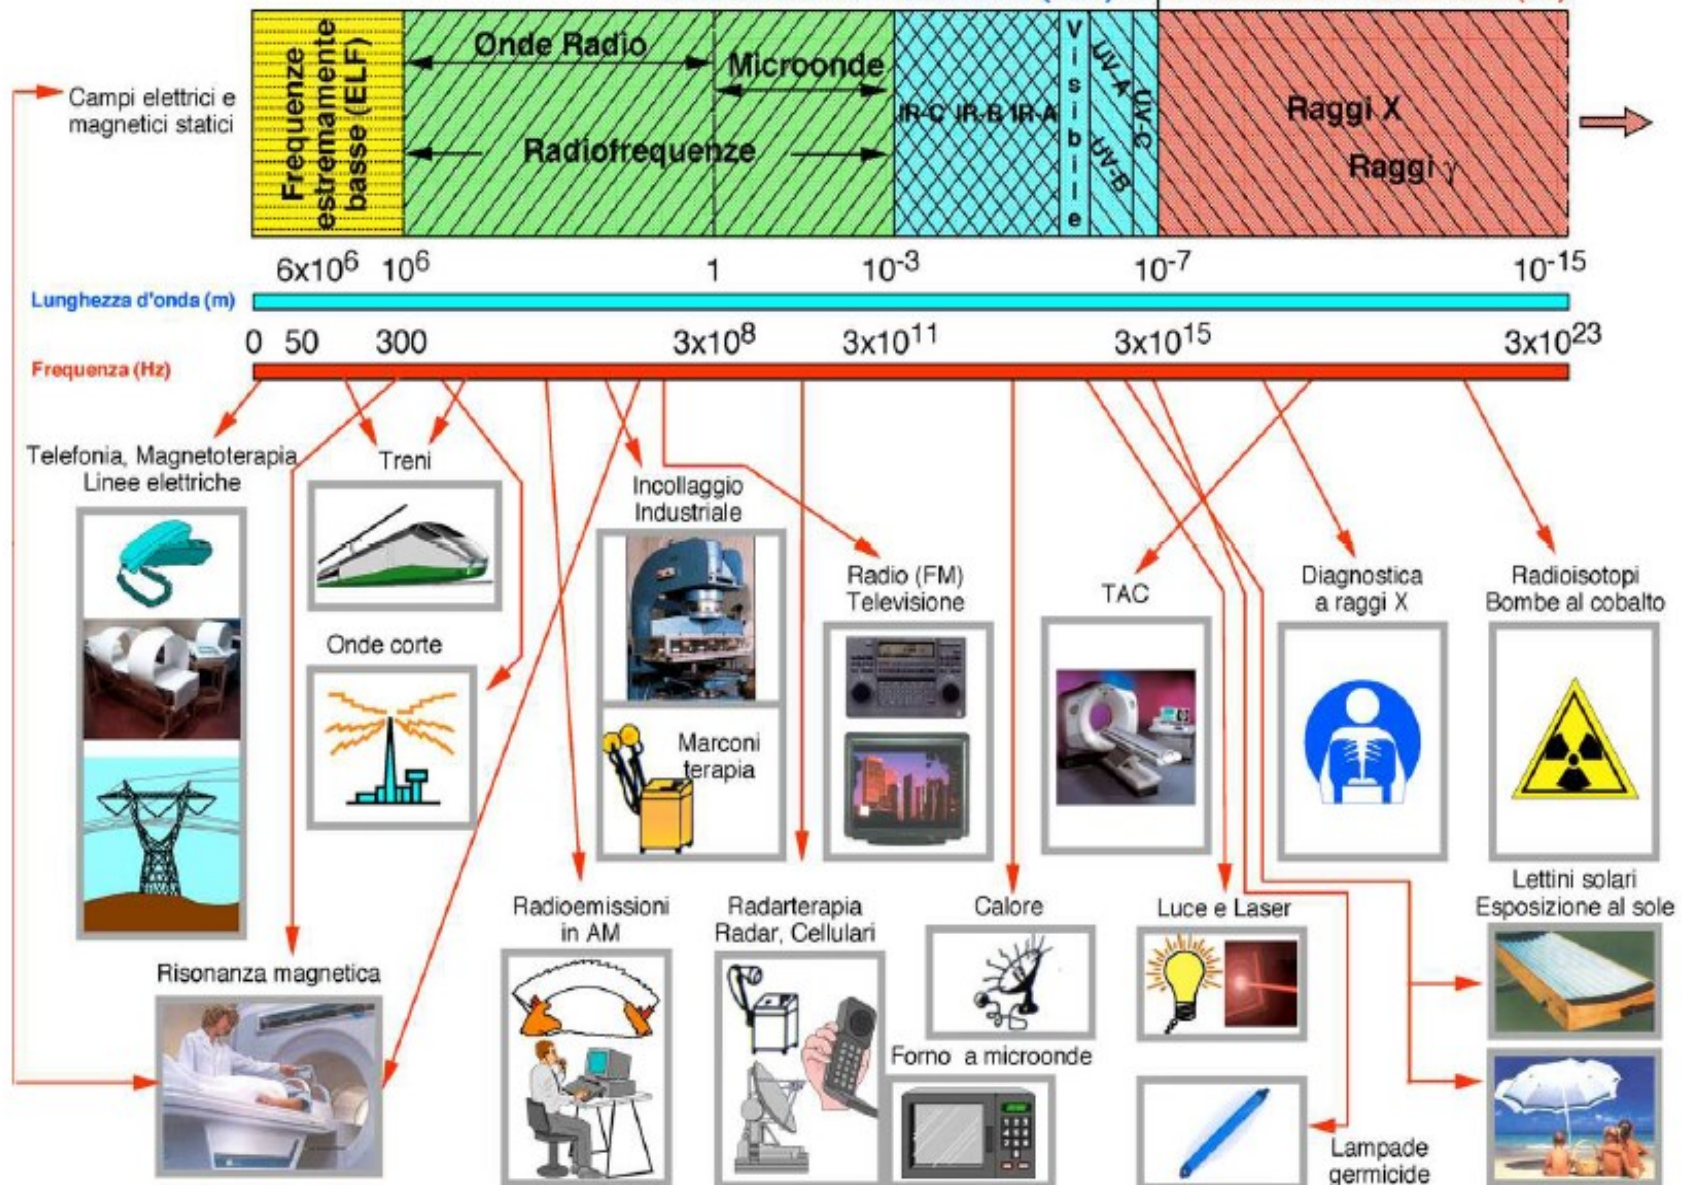 Campi elettrici e
magnetici statici
Frequenze
estremamente
basse (ELF)
Onde Radio
Microonde
Radiofrequenze
IR-C IR-B IR-A
Visibile
UV-A
UV-B
UV-C
Raggi X
Raggi γ
6x10⁶ 10⁶ 1 10⁻³ 10⁻⁷ 10⁻¹⁵
Lunghezza d'onda (m)
0 50 300 3x10⁸ 3x10¹¹ 3x10¹⁵ 3x10²³
Frequenza (Hz)
Telefonia, Magnetoterapia
Linee elettriche
Treni
Onde corte
Incollaggio
Industriale
Marconi
terapia
Radio (FM)
Televisione
TAC
Diagnostica
a raggi X
Radioisotopi
Bombe al cobalto
Risonanza magnetica
Radioemissioni
in AM
Radarterapia
Radar, Cellulari
Calore
Forno a microonde
Luce e Laser
Lampade
germicide
Lettini solari
Esposizione al sole